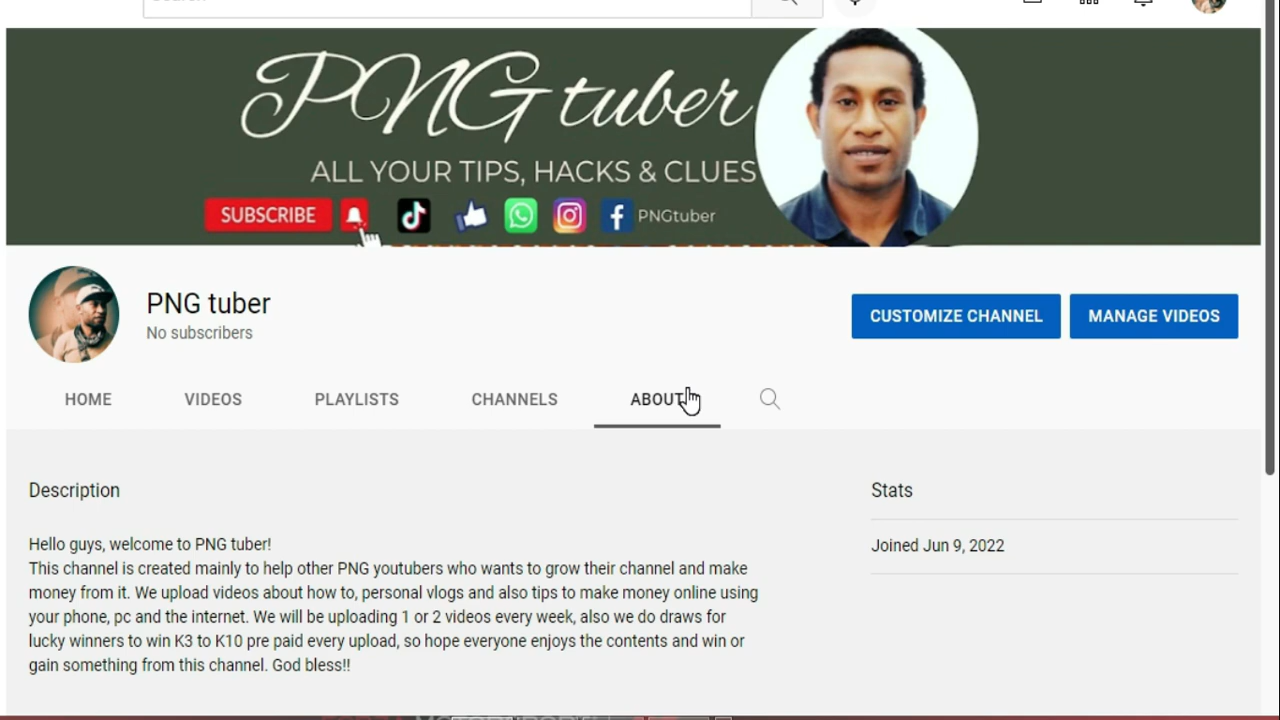 PNG tuber
ALL YOUR TIPS, HACKS & CLUES
SUBSCRIBE
PNGtuber
PNG tuber
No subscribers
CUSTOMIZE CHANNEL
MANAGE VIDEOS
HOME
VIDEOS
PLAYLISTS
CHANNELS
ABOUT
Description
Stats
Hello guys, welcome to PNG tuber!
Joined Jun 9, 2022
This channel is created mainly to help other PNG youtubers who wants to grow their channel and make
money from it. We upload videos about how to, personal vlogs and also tips to make money online using
your phone, pc and the internet. We will be uploading 1 or 2 videos every week, also we do draws for
lucky winners to win K3 to K10 pre paid every upload, so hope everyone enjoys the contents and win or
gain something from this channel. God bless!!